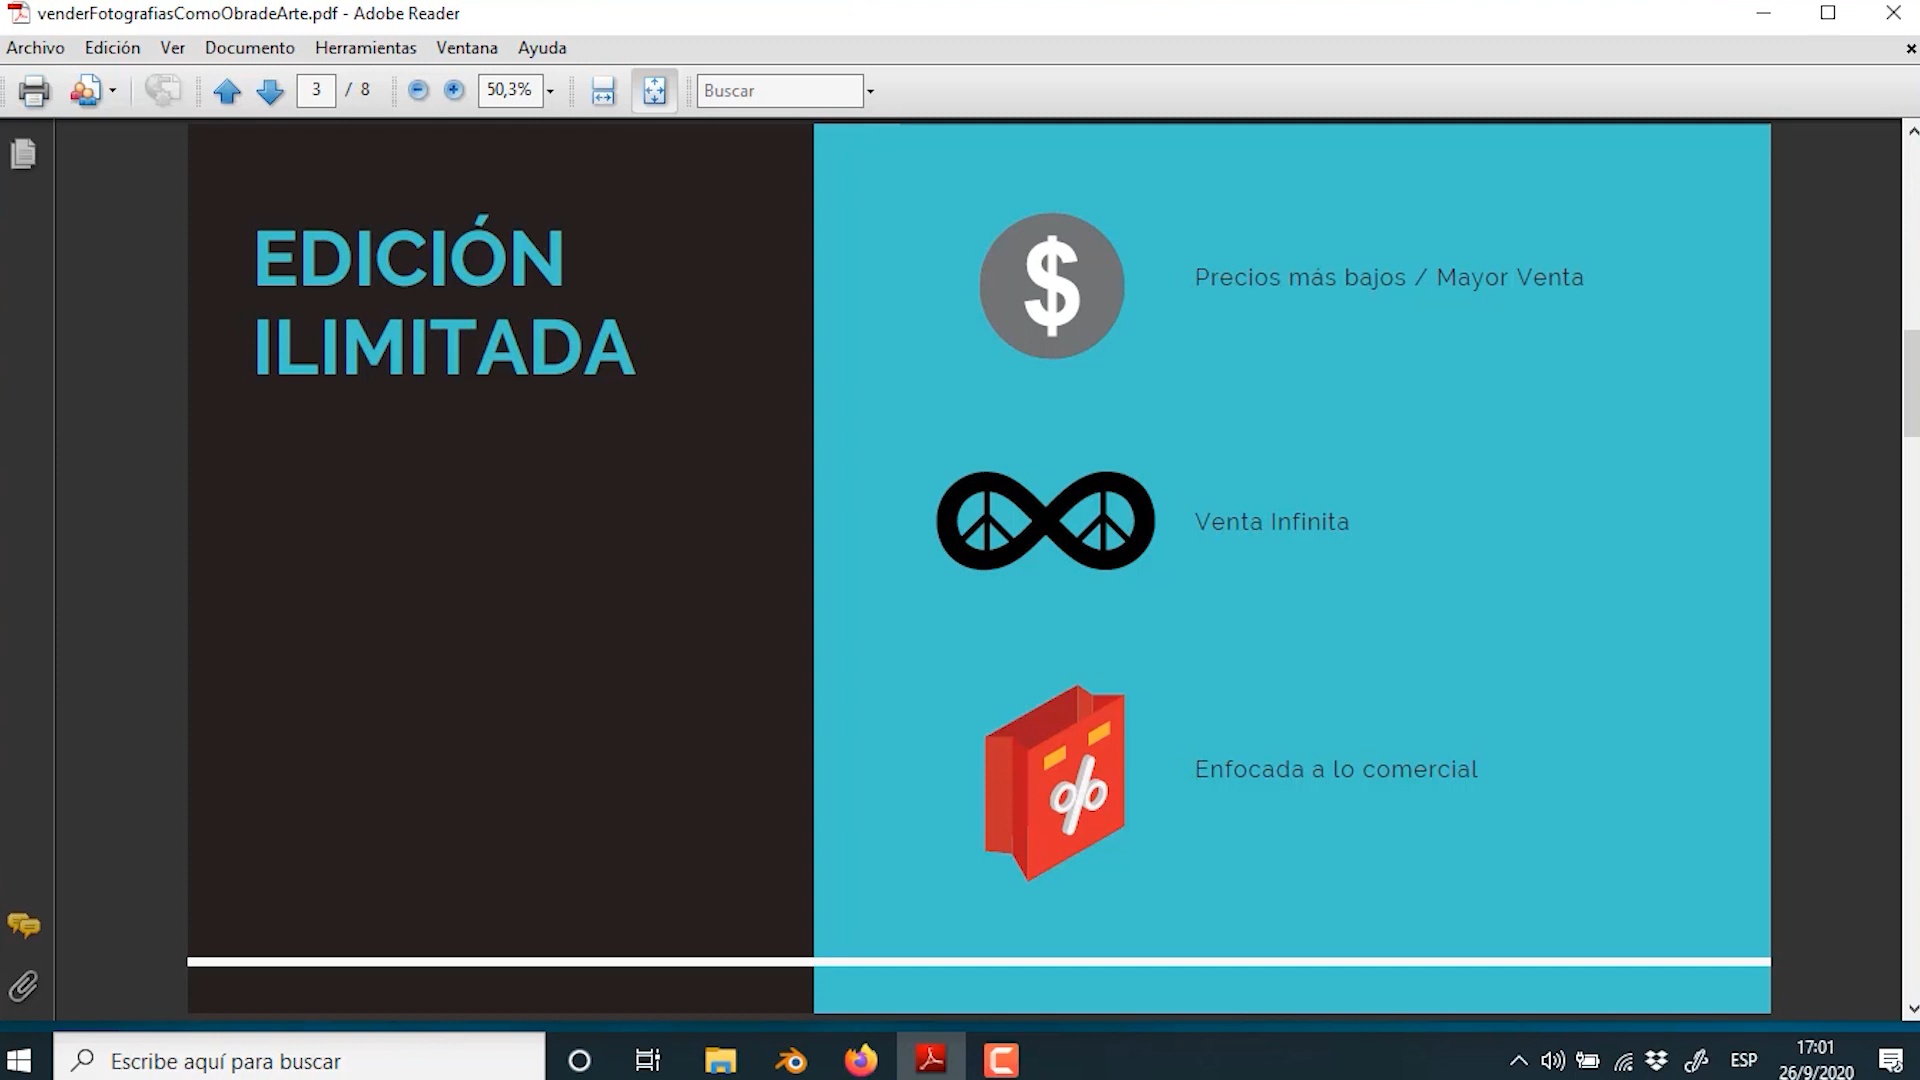 venderFotografiasComoObradeArte.pdf - Adobe Reader
Archivo Edición Ver Documento Herramientas Ventana Ayuda
3 / 8 50,3% Buscar
EDICIÓN
ILIMITADA
$ Precios más bajos / Mayor Venta
Venta Infinita
% Enfocada a lo comercial
Escribe aquí para buscar
ESP
17:01
26/9/2020